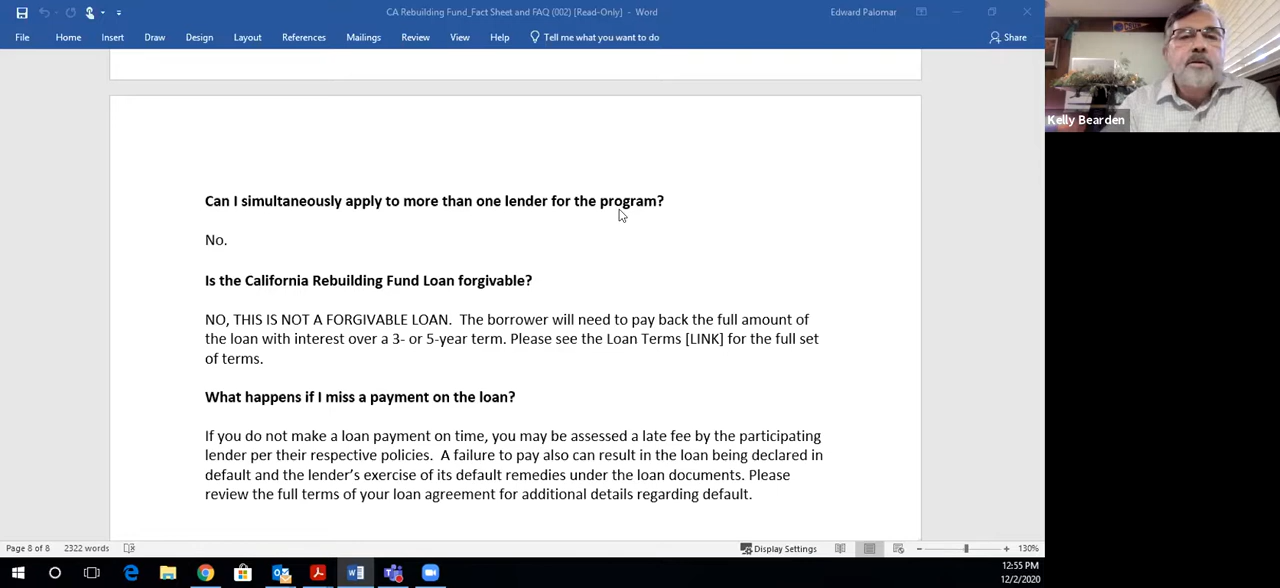 CA Rebuilding Fund_Fact Sheet and FAQ (002) [Read-Only] - Word
Edward Palomar
File Home Insert Draw Design Layout References Mailings Review View Help Tell me what you want to do Share
Kelly Bearden
Can I simultaneously apply to more than one lender for the program?
No.
Is the California Rebuilding Fund Loan forgivable?
NO, THIS IS NOT A FORGIVABLE LOAN. The borrower will need to pay back the full amount of
the loan with interest over a 3- or 5-year term. Please see the Loan Terms [LINK] for the full set
of terms.
What happens if I miss a payment on the loan?
If you do not make a loan payment on time, you may be assessed a late fee by the participating
lender per their respective policies. A failure to pay also can result in the loan being declared in
default and the lender's exercise of its default remedies under the loan documents. Please
review the full terms of your loan agreement for additional details regarding default.
Page 8 of 8 2322 words Display Settings 130%
12:55 PM
12/2/2020